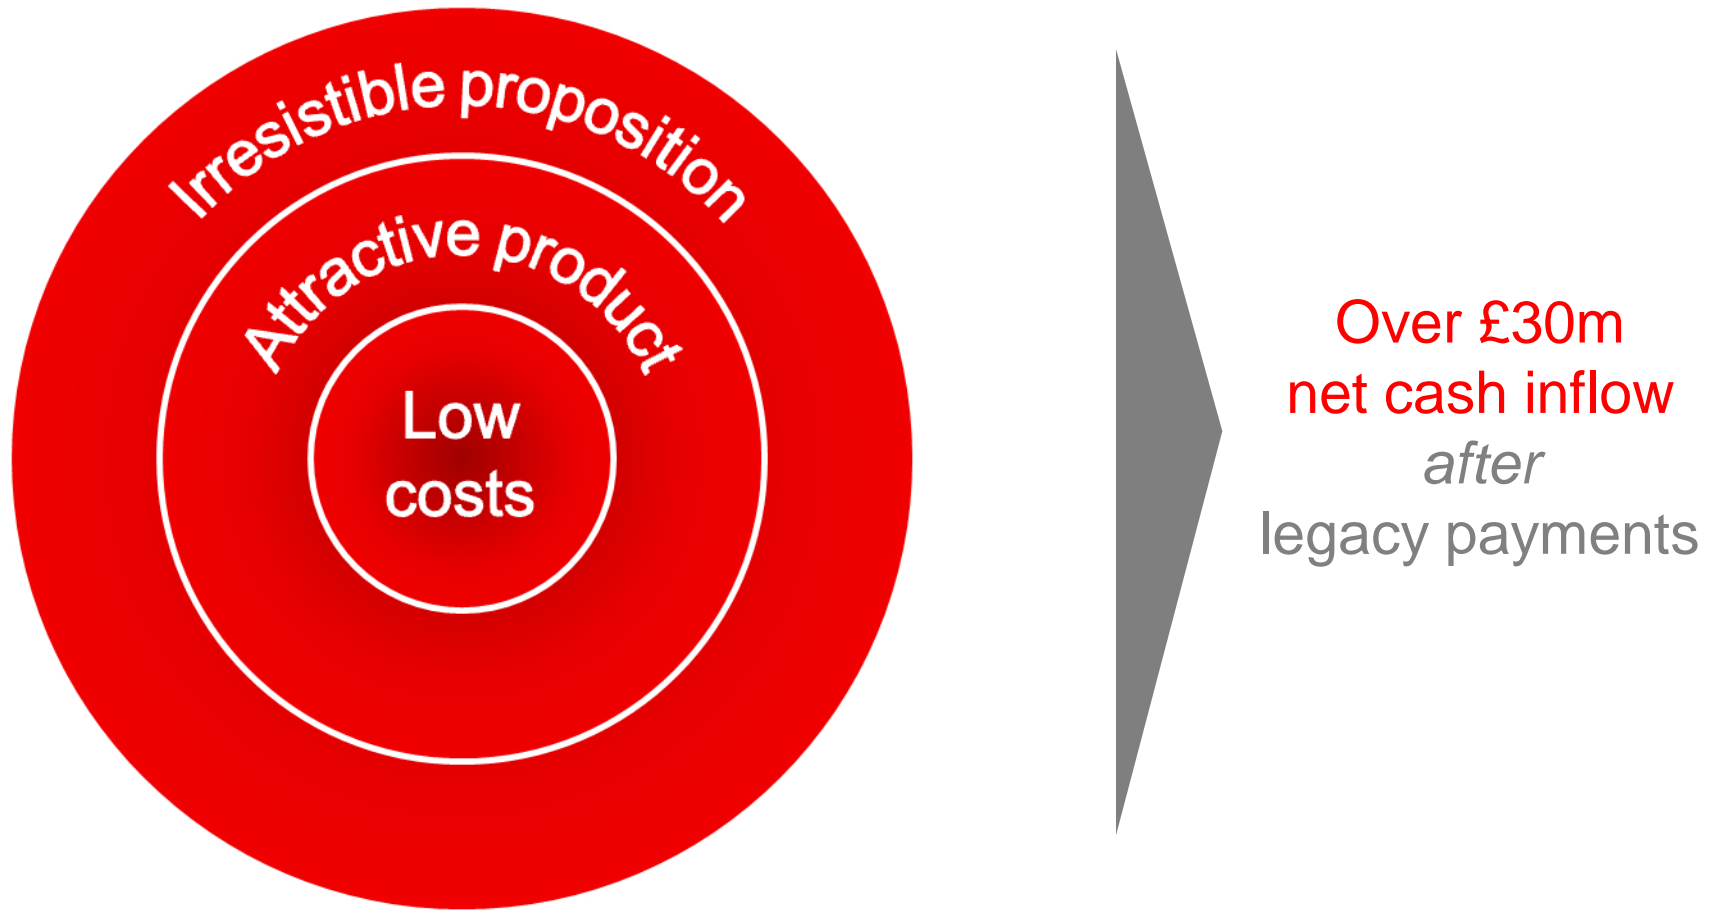 Irresistible proposition
Attractive product
Low
costs
Over £30m
net cash inflow
after
legacy payments